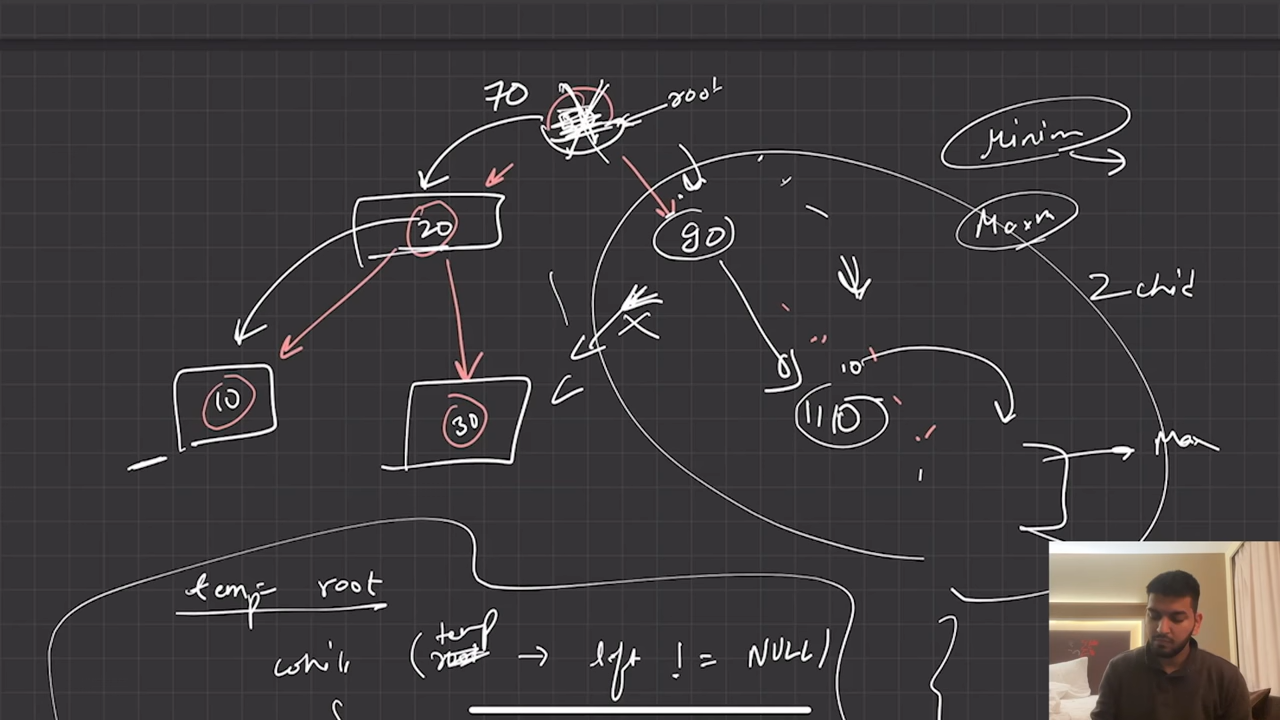 70
root
Minim
20
90
Maxm
2 child
10
30
X
10
110
Max
temp = root
while (temp → left != NULL)
{